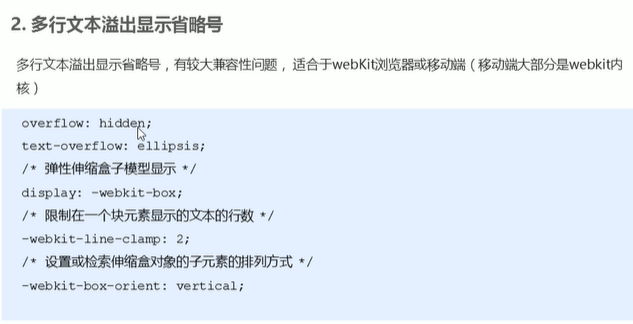 2. 多行文本溢出显示省略号
多行文本溢出显示省略号，有较大兼容性问题，适合于webKit浏览器或移动端（移动端大部分是webkit内
核）
overflow: hidden;
text-overflow: ellipsis;
/* 弹性伸缩盒子模型显示 */
display: -webkit-box;
/* 限制在一个块元素显示的文本的行数 */
-webkit-line-clamp: 2;
/* 设置或检索伸缩盒对象的子元素的排列方式 */
-webkit-box-orient: vertical;